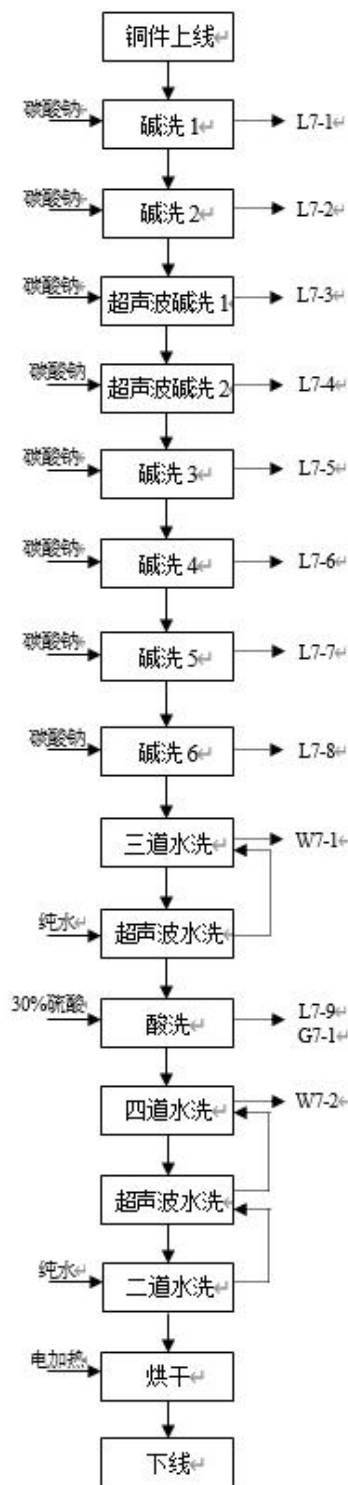 铜件上线
碳酸钠
碱洗 1
L7-1
碳酸钠
碱洗 2
L7-2
碳酸钠
超声波碱洗 1
L7-3
碳酸钠
超声波碱洗 2
L7-4
碳酸钠
碱洗 3
L7-5
碳酸钠
碱洗 4
L7-6
碳酸钠
碱洗 5
L7-7
碳酸钠
碱洗 6
L7-8
三道水洗
W7-1
纯水
超声波水洗
30%硫酸
酸洗
L7-9
G7-1
四道水洗
W7-2
超声波水洗
纯水
二道水洗
电加热
烘干
下线